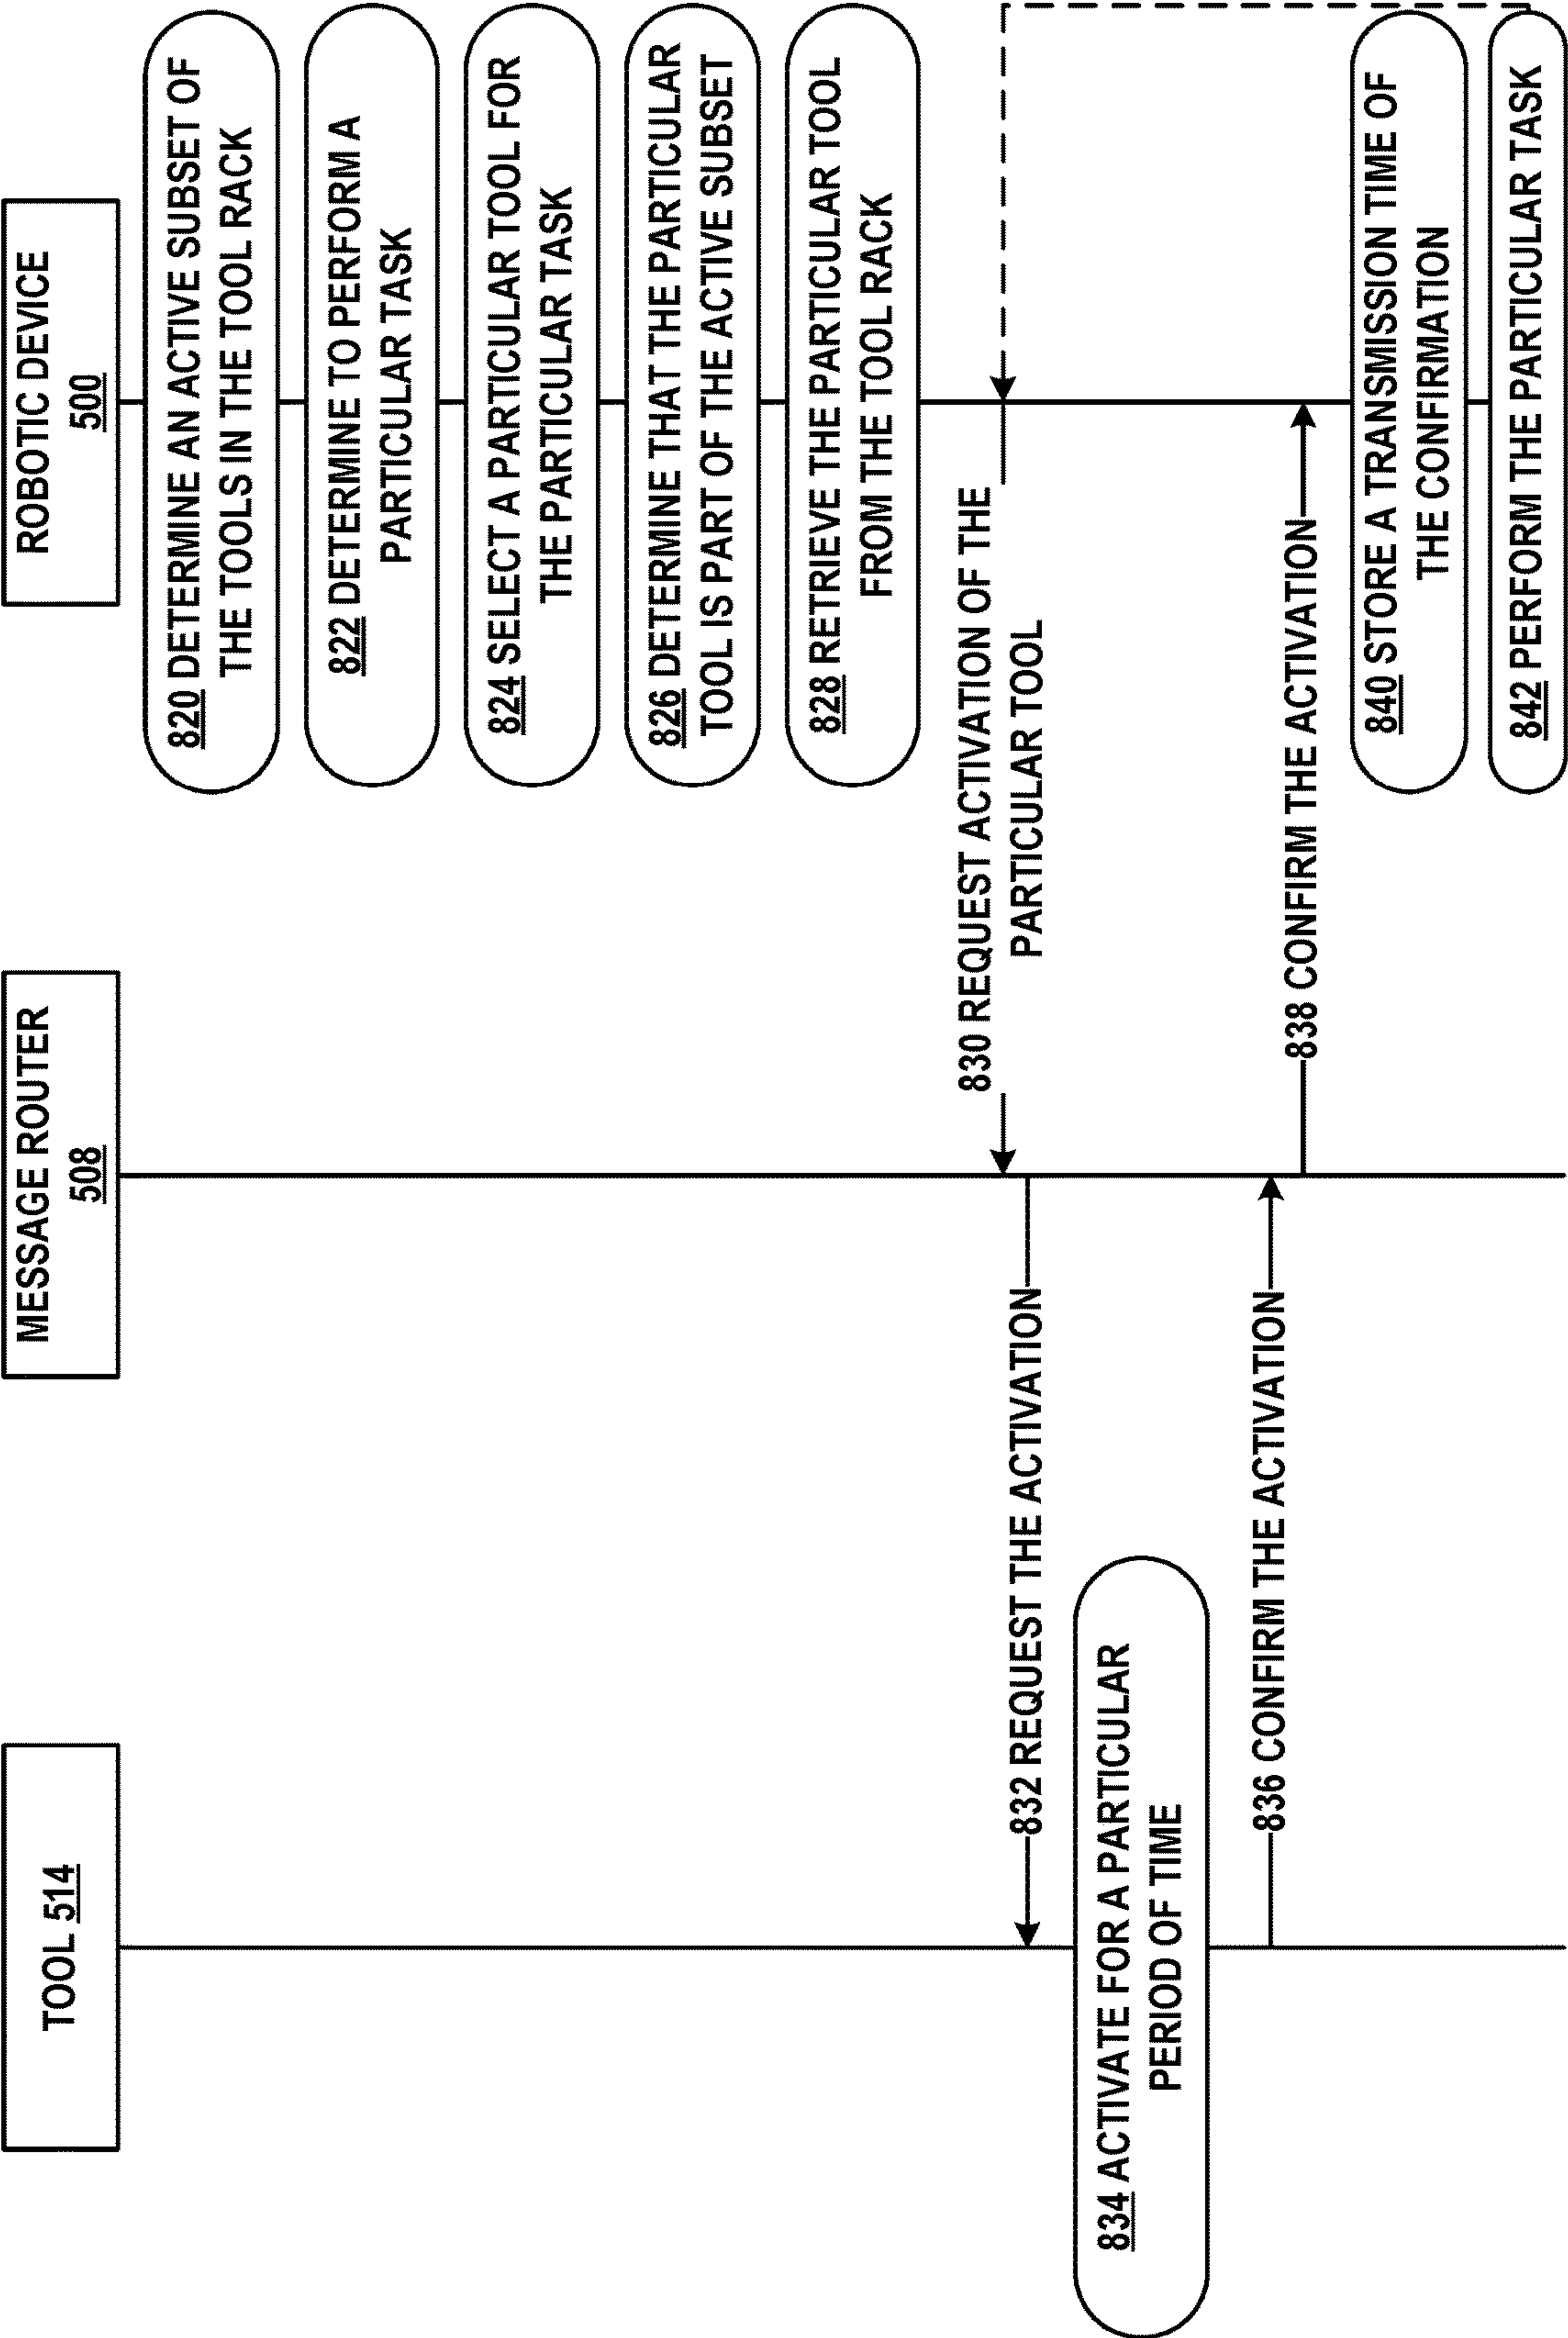 TOOL 514
MESSAGE ROUTER
508
ROBOTIC DEVICE
500
820 DETERMINE AN ACTIVE SUBSET OF
THE TOOLS IN THE TOOL RACK
822 DETERMINE TO PERFORM A
PARTICULAR TASK
824 SELECT A PARTICULAR TOOL FOR
THE PARTICULAR TASK
826 DETERMINE THAT THE PARTICULAR
TOOL IS PART OF THE ACTIVE SUBSET
828 RETRIEVE THE PARTICULAR TOOL
FROM THE TOOL RACK
830 REQUEST ACTIVATION OF THE
PARTICULAR TOOL
832 REQUEST THE ACTIVATION
834 ACTIVATE FOR A PARTICULAR
PERIOD OF TIME
836 CONFIRM THE ACTIVATION
838 CONFIRM THE ACTIVATION
840 STORE A TRANSMISSION TIME OF
THE CONFIRMATION
842 PERFORM THE PARTICULAR TASK